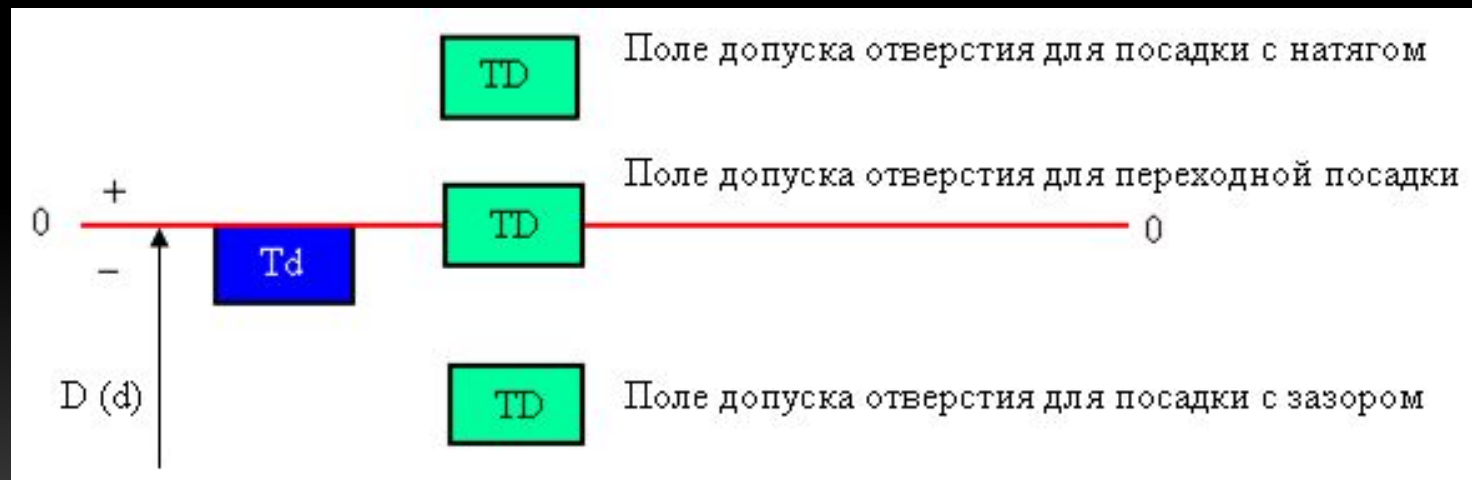 TD Поле допуска отверстия для посадки с натягом
+
Поле допуска отверстия для переходной посадки
0 TD 0
− Td
D (d) TD Поле допуска отверстия для посадки с зазором